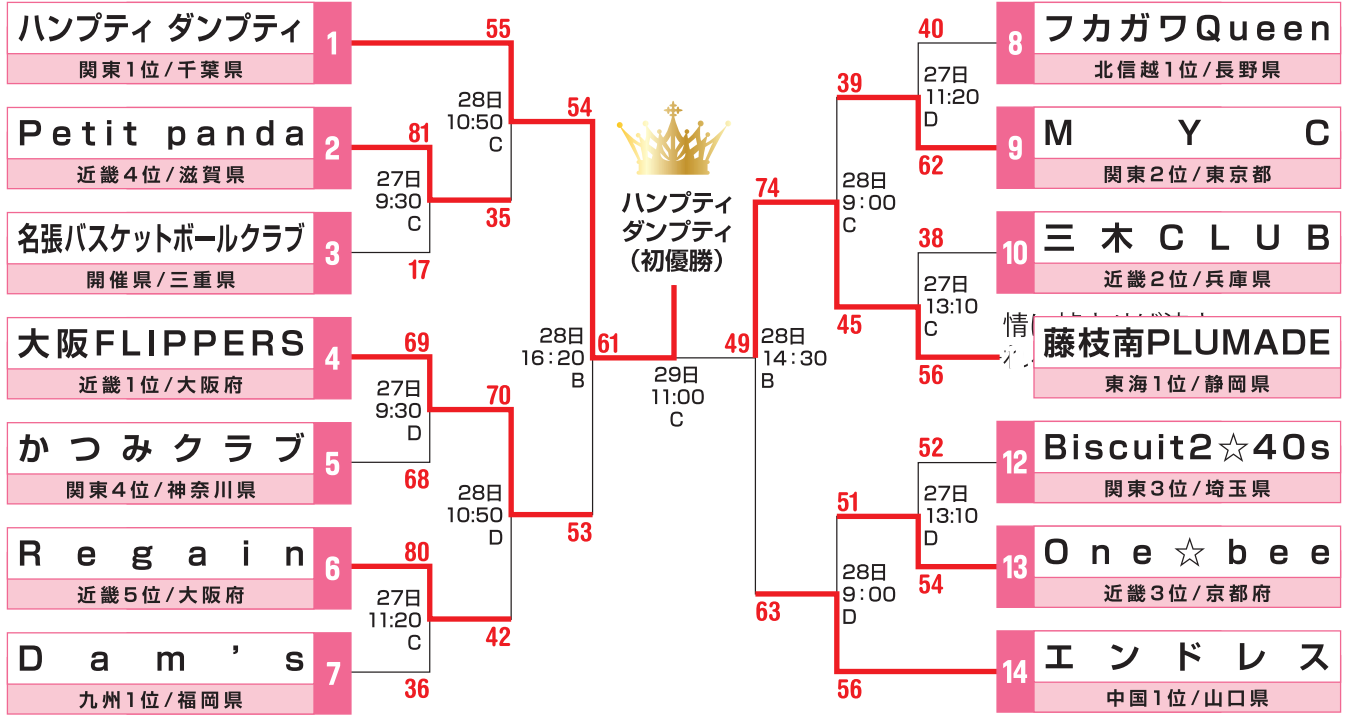 ハンプティ ダンプティ
関東1位/千葉県
1
Petit panda
近畿4位/滋賀県
2
名張バスケットボールクラブ
開催県/三重県
3
大阪FLIPPERS
近畿1位/大阪府
4
かつみクラブ
関東4位/神奈川県
5
Regain
近畿5位/大阪府
6
Dam's
九州1位/福岡県
7
55
81
27日
9:30
C
17
35
28日
10:50
C
54
69
27日
9:30
D
68
70
80
27日
11:20
C
36
42
28日
10:50
D
53
28日
16:20
B
61
ハンプティ
ダンプティ
(初優勝)
29日
11:00
C
49
28日
14:30
B
74
63
39
28日
9:00
C
45
51
28日
9:00
D
56
40
27日
11:20
D
62
38
27日
13:10
C
56
52
27日
13:10
D
54
8
フカガワQueen
北信越1位/長野県
9
MYC
関東2位/東京都
10
三木CLUB
近畿2位/兵庫県
藤枝南PLUMADE
東海1位/静岡県
12
Biscuit2☆40s
関東3位/埼玉県
13
One☆bee
近畿3位/京都府
14
エンドレス
中国1位/山口県